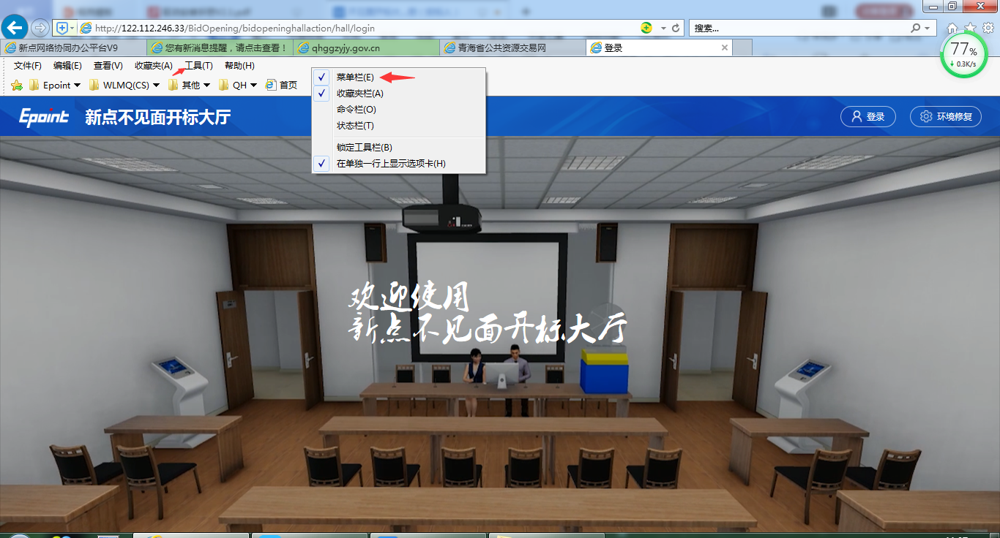 http://122.112.246.33/BidOpening/bidopeninghallaction/hall/login
搜索...
新点网络协同办公平台V9
您有新消息提醒，请点击查看！
qhggzyjy.gov.cn
青海省公共资源交易网
登录
77%
0.3K/s
文件(F) 编辑(E) 查看(V) 收藏夹(A) 工具(T) 帮助(H)
Epoint WLMQ(CS) 其他 QH 首页
菜单栏(E)
收藏夹栏(A)
命令栏(O)
状态栏(T)
锁定工具栏(B)
在单独一行上显示选项卡(H)
Epoint 新点不见面开标大厅
登录
环境修复
欢迎使用
新点不见面开标大厅